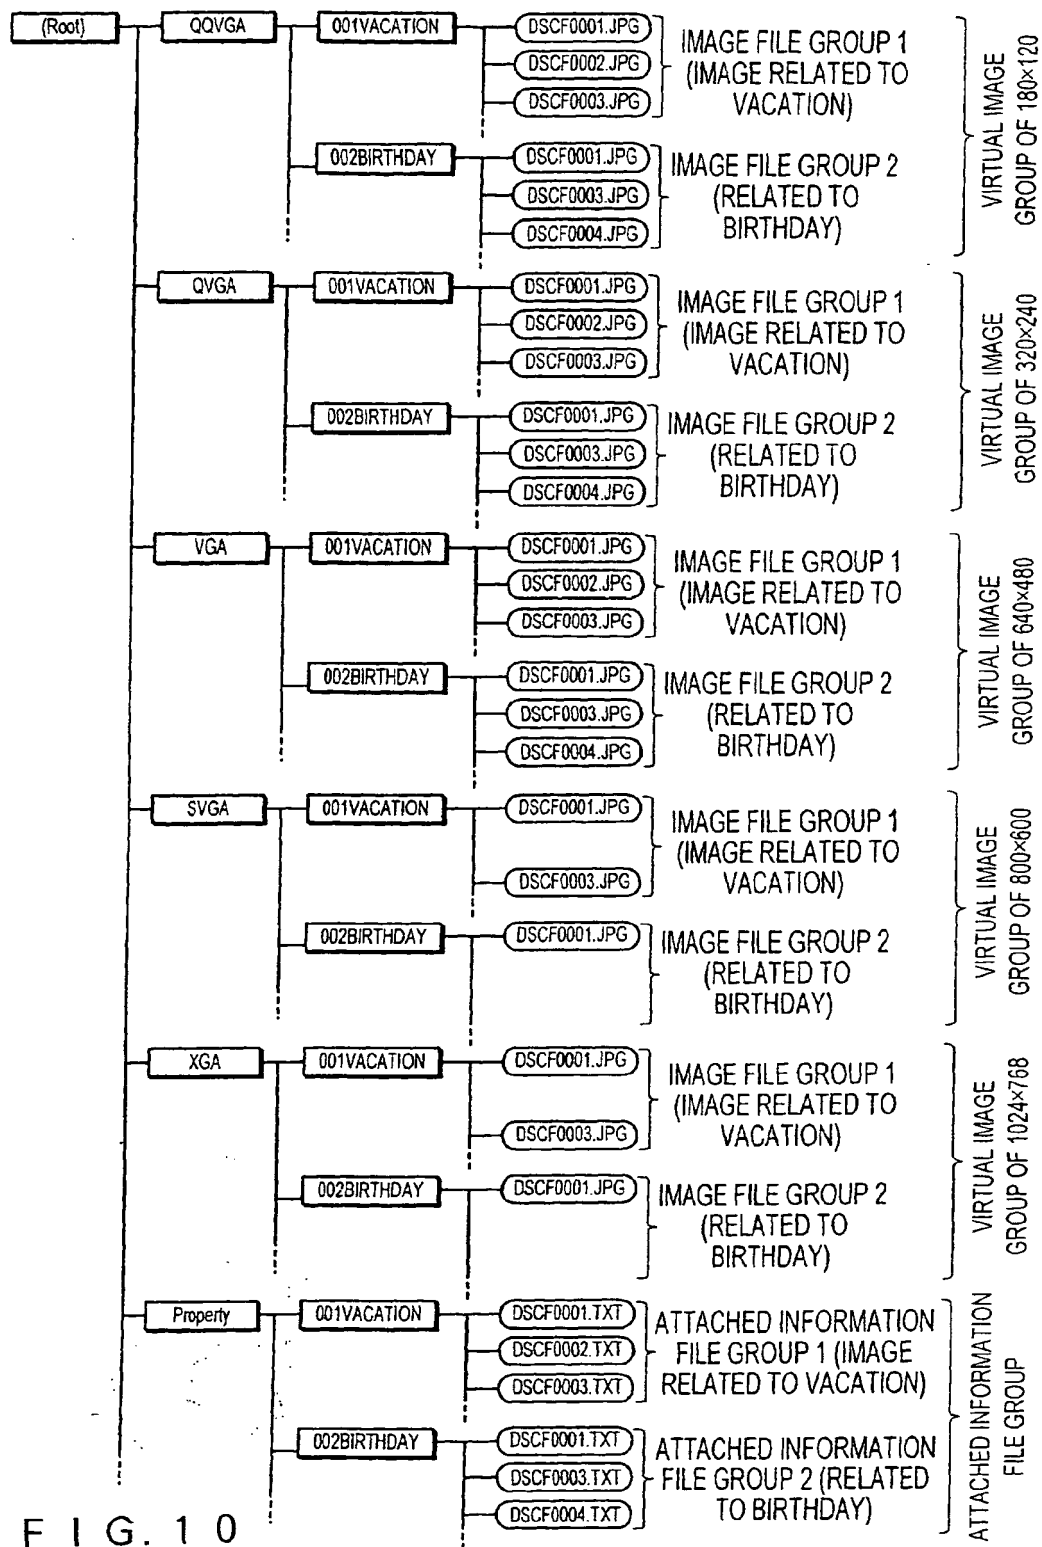 (Root)
QQVGA
001VACATION
DSCF0001.JPG
DSCF0002.JPG
DSCF0003.JPG
IMAGE FILE GROUP 1
(IMAGE RELATED TO
VACATION)
002BIRTHDAY
DSCF0001.JPG
DSCF0003.JPG
DSCF0004.JPG
IMAGE FILE GROUP 2
(RELATED TO
BIRTHDAY)
VIRTUAL IMAGE
GROUP OF 180×120
QVGA
001VACATION
DSCF0001.JPG
DSCF0002.JPG
DSCF0003.JPG
IMAGE FILE GROUP 1
(IMAGE RELATED TO
VACATION)
002BIRTHDAY
DSCF0001.JPG
DSCF0003.JPG
DSCF0004.JPG
IMAGE FILE GROUP 2
(RELATED TO
BIRTHDAY)
VIRTUAL IMAGE
GROUP OF 320×240
VGA
001VACATION
DSCF0001.JPG
DSCF0002.JPG
DSCF0003.JPG
IMAGE FILE GROUP 1
(IMAGE RELATED TO
VACATION)
002BIRTHDAY
DSCF0001.JPG
DSCF0003.JPG
DSCF0004.JPG
IMAGE FILE GROUP 2
(RELATED TO
BIRTHDAY)
VIRTUAL IMAGE
GROUP OF 640×480
SVGA
001VACATION
DSCF0001.JPG
DSCF0003.JPG
IMAGE FILE GROUP 1
(IMAGE RELATED TO
VACATION)
002BIRTHDAY
DSCF0001.JPG
IMAGE FILE GROUP 2
(RELATED TO
BIRTHDAY)
VIRTUAL IMAGE
GROUP OF 800×600
XGA
001VACATION
DSCF0001.JPG
DSCF0003.JPG
IMAGE FILE GROUP 1
(IMAGE RELATED TO
VACATION)
002BIRTHDAY
DSCF0001.JPG
IMAGE FILE GROUP 2
(RELATED TO
BIRTHDAY)
VIRTUAL IMAGE
GROUP OF 1024×768
Property
001VACATION
DSCF0001.TXT
DSCF0002.TXT
DSCF0003.TXT
ATTACHED INFORMATION
FILE GROUP 1 (IMAGE
RELATED TO VACATION)
002BIRTHDAY
DSCF0001.TXT
DSCF0003.TXT
DSCF0004.TXT
ATTACHED INFORMATION
FILE GROUP 2 (RELATED
TO BIRTHDAY)
ATTACHED INFORMATION
FILE GROUP
FIG. 10